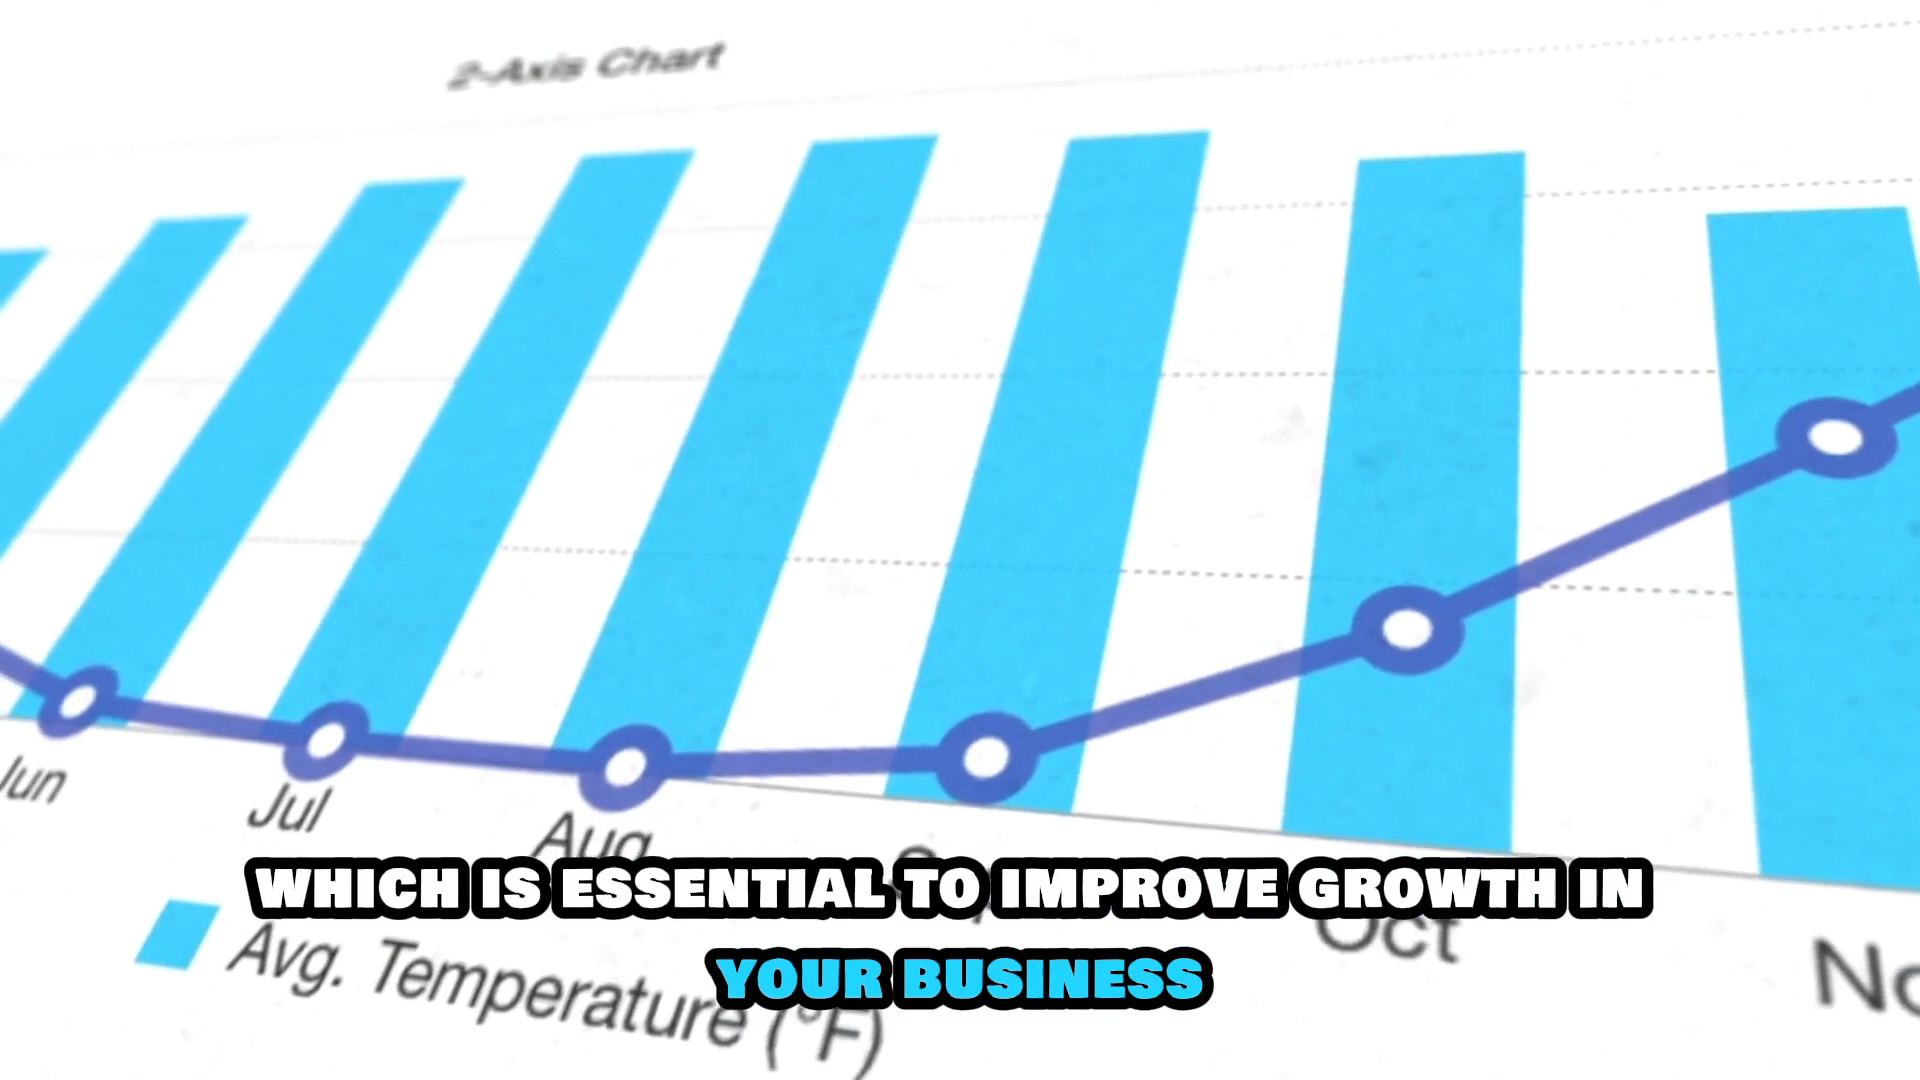 2-Axis Chart
Jun
Jul
Aug
Oct
WHICH IS ESSENTIAL TO IMPROVE GROWTH IN
YOUR BUSINESS
Avg. Temperature (°F)